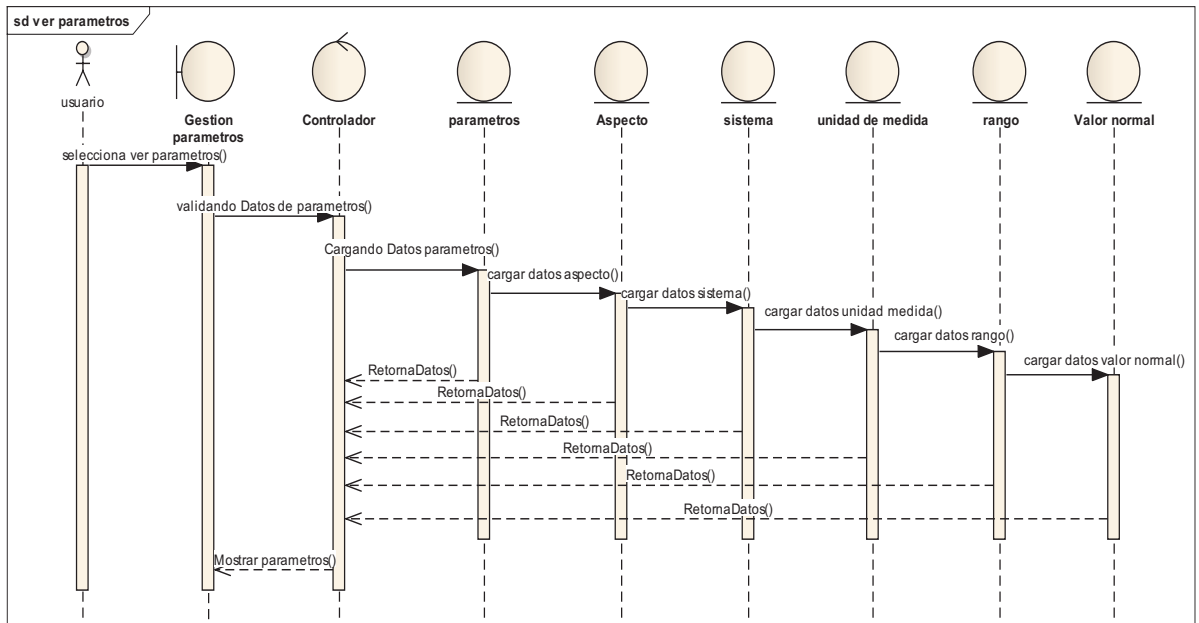 sd ver parametros
usuario
Gestion
parametros
Controlador
parametros
Aspecto
sistema
unidad de medida
rango
Valor normal
selecciona ver parametros()
validando Datos de parametros()
Cargando Datos parametros()
cargar datos aspecto()
cargar datos sistema()
cargar datos unidad medida()
cargar datos rango()
cargar datos valor normal()
RetornaDatos()
RetornaDatos()
RetornaDatos()
RetornaDatos()
RetornaDatos()
RetornaDatos()
Mostrar parametros()